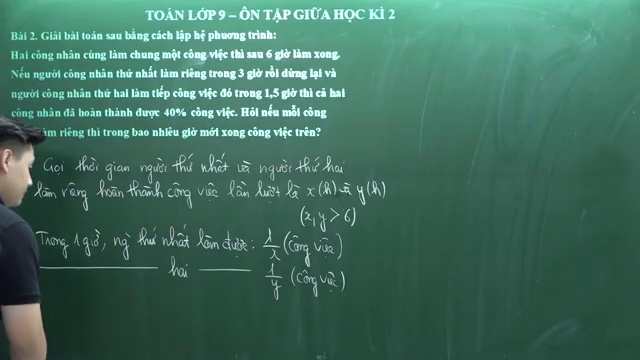 TOÁN LỚP 9 – ÔN TẬP GIỮA HỌC KÌ 2
Bài 2. Giải bài toán sau bằng cách lập hệ phương trình:
Hai công nhân cùng làm chung một công việc thì sau 6 giờ làm xong.
Nếu người công nhân thứ nhất làm riêng trong 3 giờ rồi dừng lại và
người công nhân thứ hai làm tiếp công việc đó trong 1,5 giờ thì cả hai
công nhân đã hoàn thành được 40% công việc. Hỏi nếu mỗi công
làm riêng thì trong bao nhiêu giờ mới xong công việc trên?
Gọi thời gian người thứ nhất và người thứ hai
làm riêng hoàn thành công việc lần lượt là x (h) và y (h)
(x, y > 6)
Trong 1 giờ, ng thứ nhất làm được: 1/x (công việc)
hai 1/y (công việc)